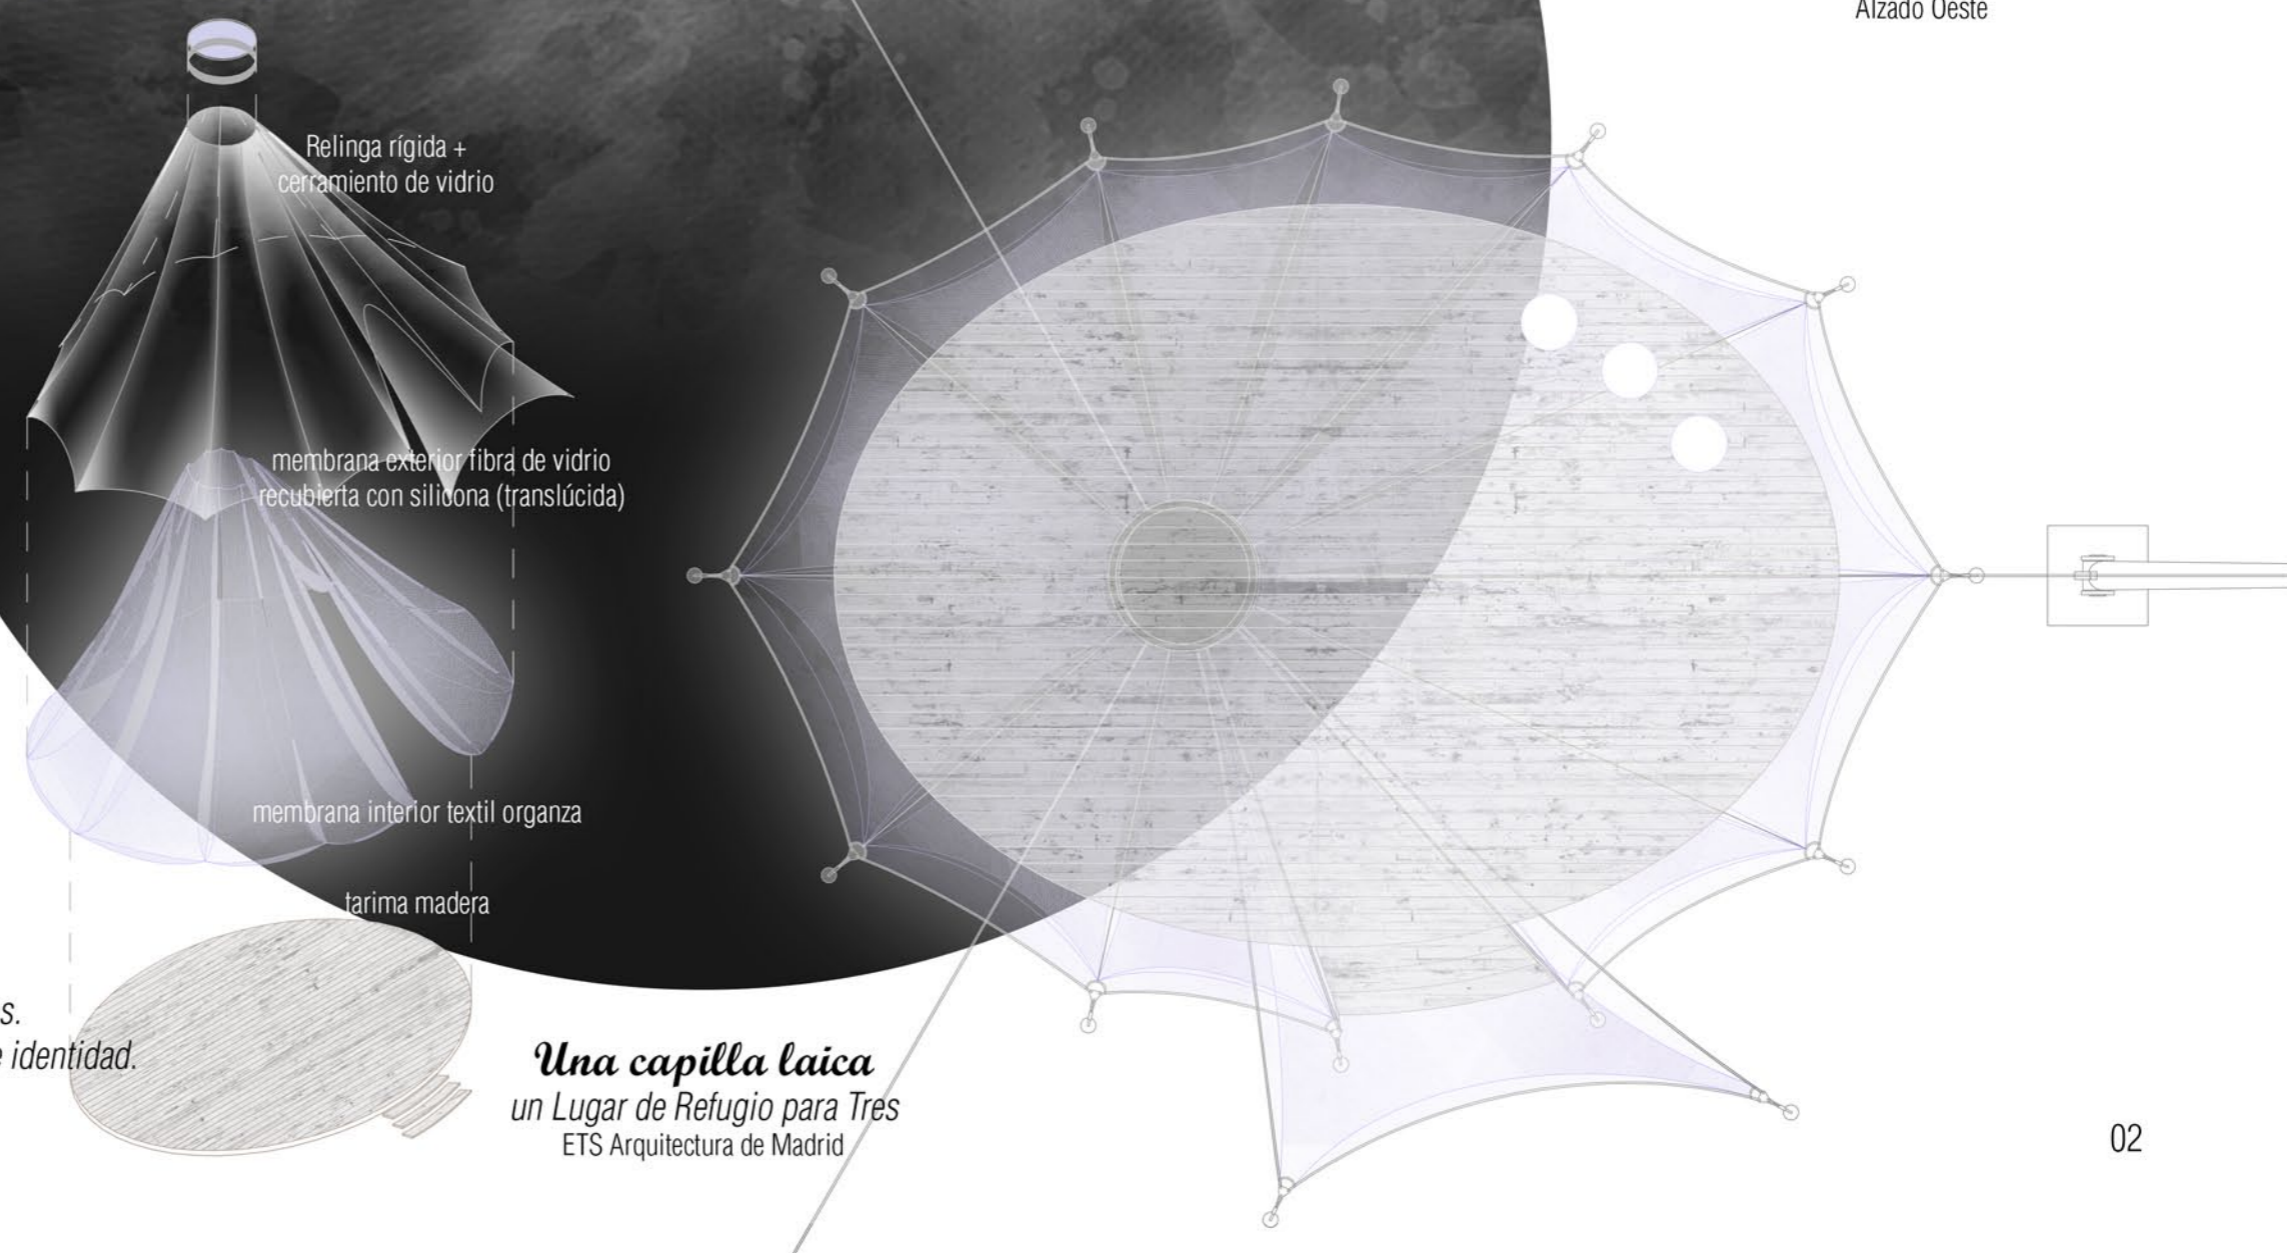 Alzado Oeste
Relinga rígida +
cerramiento de vidrio
membrana exterior fibra de vidrio
recubierta con silicona (translúcida)
membrana interior textil organza
tarima madera
s.
identidad.
Una capilla laica
un Lugar de Refugio para Tres
ETS Arquitectura de Madrid
02